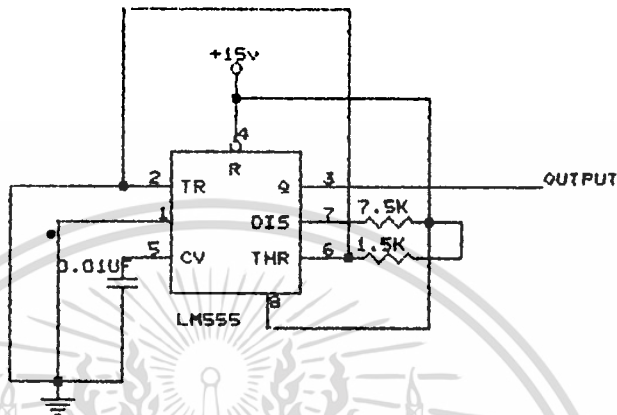 +15v
4
R
2 TR Q 3 OUTPUT
1 DIS 7 7.5K
5 CV THR 6 1.5K
0.01UF
8
LM555